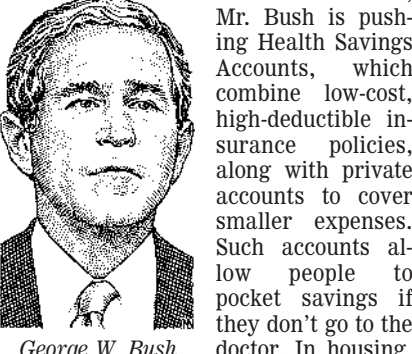 Mr. Bush is push-
ing Health Savings
Accounts, which
combine low-cost,
high-deductible in-
surance policies,
along with private
accounts to cover
smaller expenses.
Such accounts al-
low people to
pocket savings if
they don't go to the
doctor. In housing,
George W. Bush